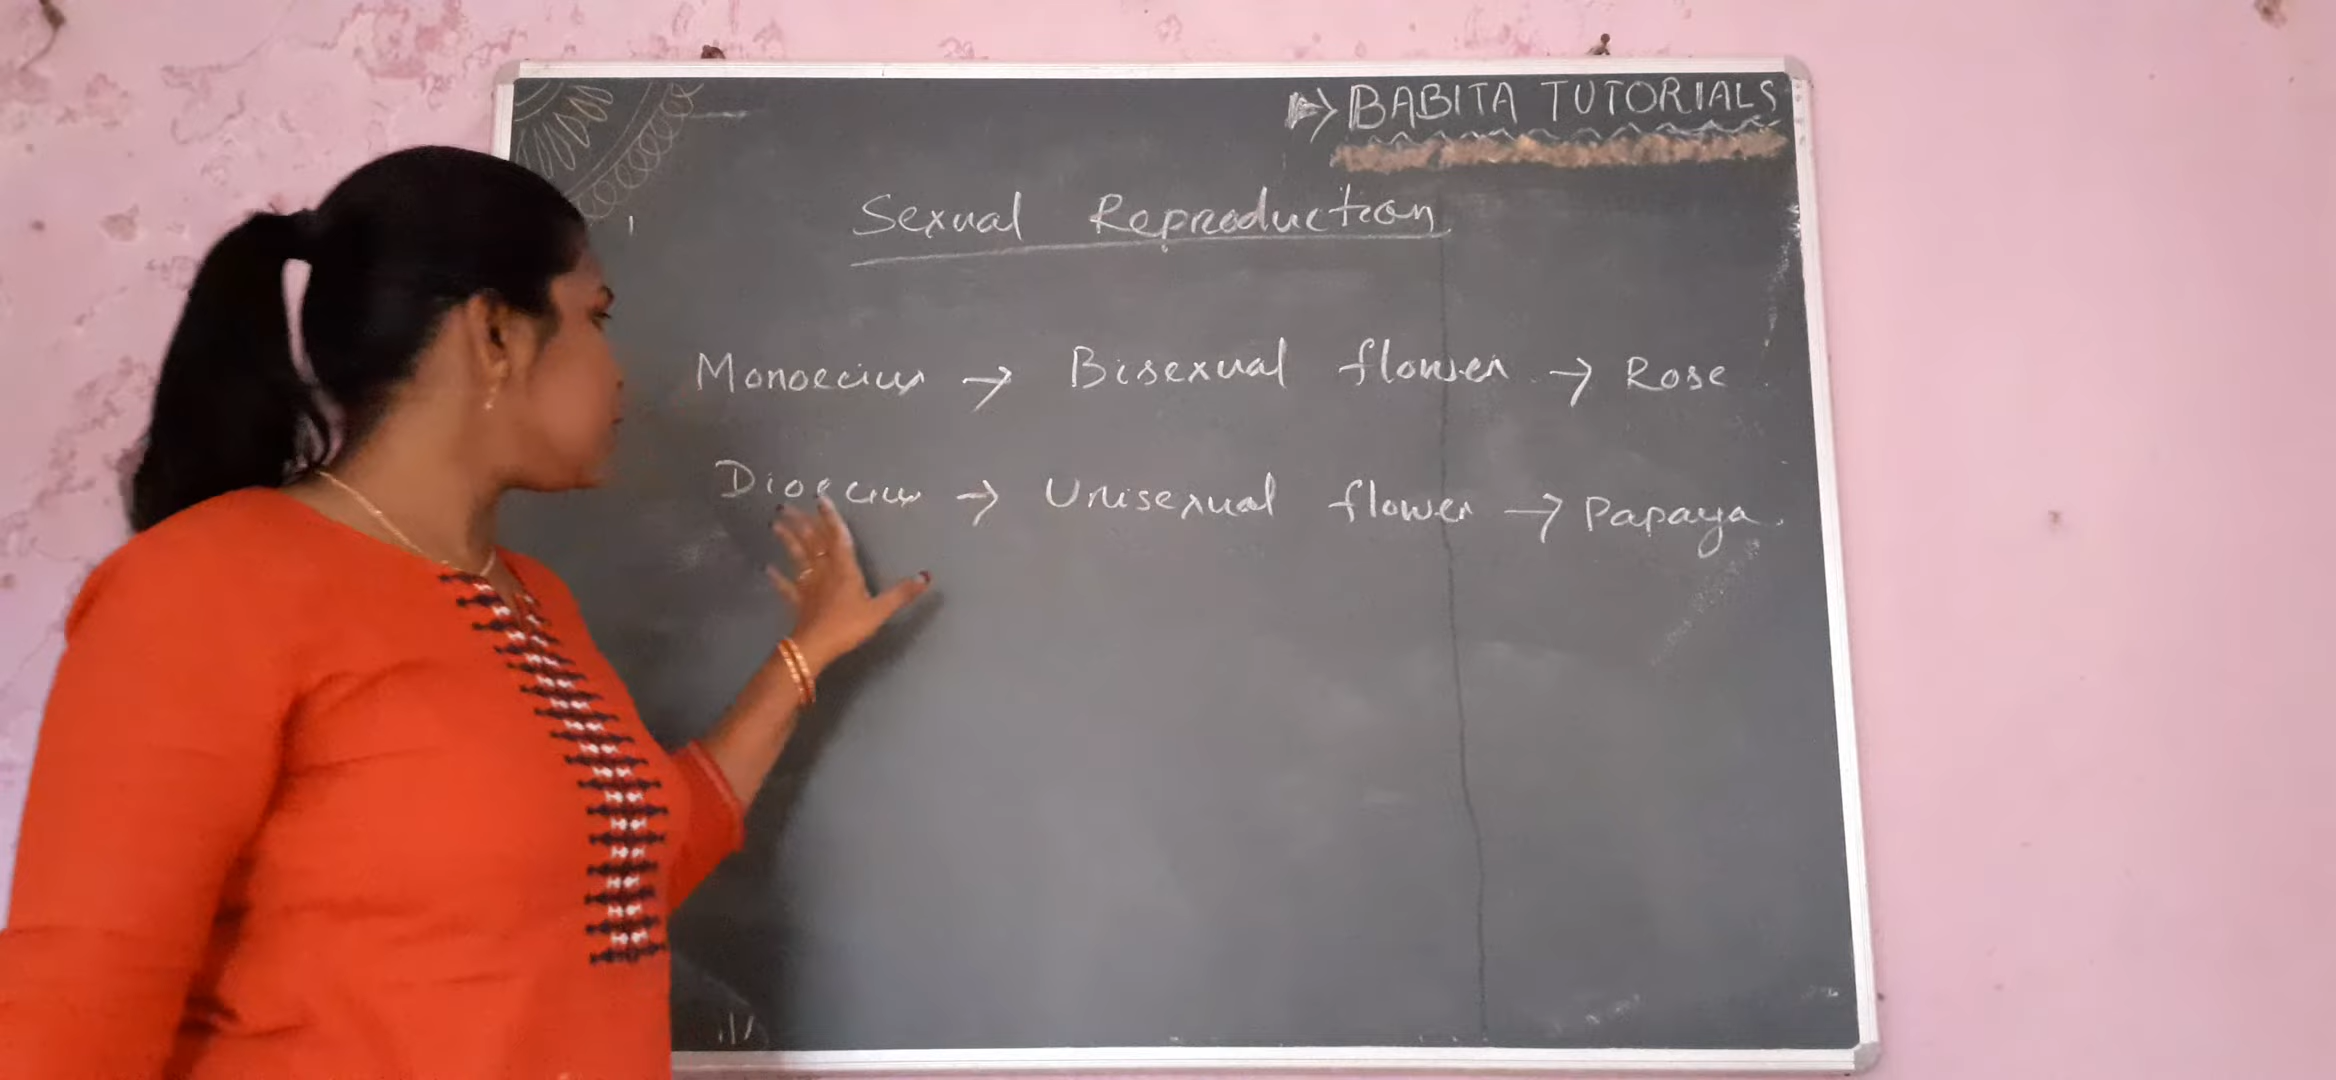 BABITA TUTORIALS
Sexual Reproduction
Monoecius → Bisexual flower → Rose
Dioecius → Unisexual flower → Papaya.